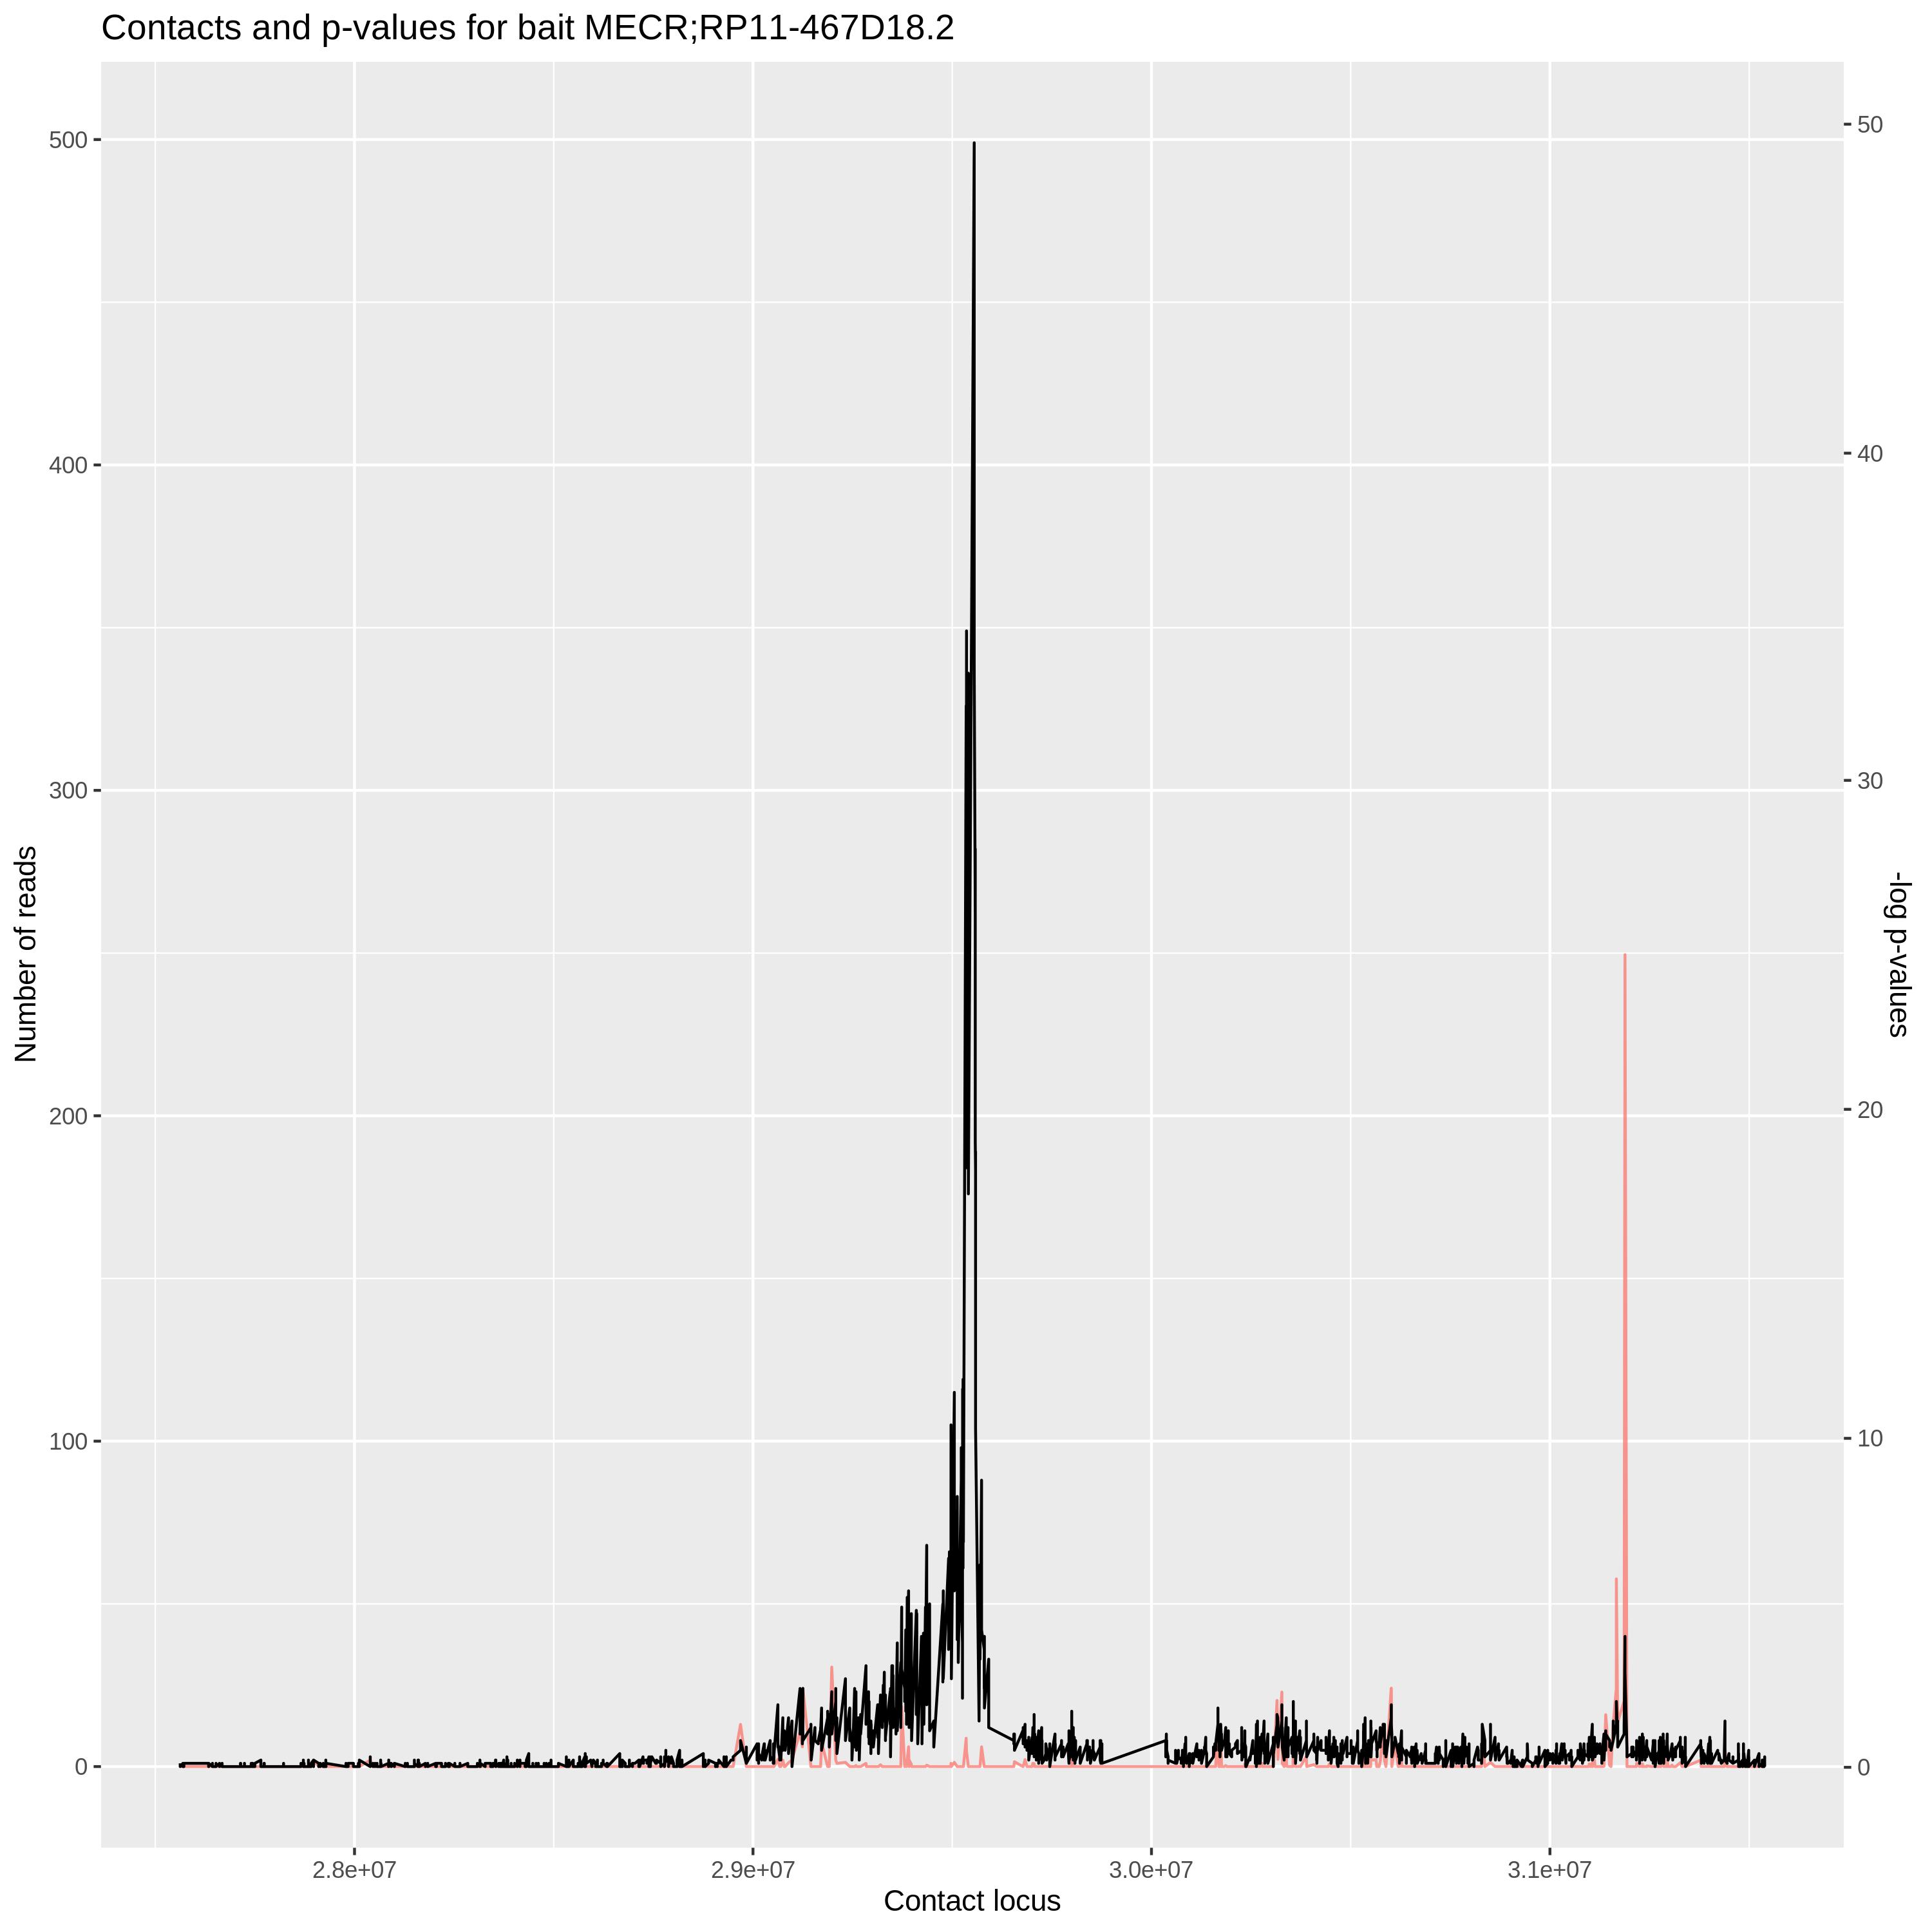 Contacts and p-values for bait MECR;RP11-467D18.2
500
400
300
200
100
0
Number of reads
50
40
30
20
10
0
-log p-values
2.8e+07
2.9e+07
3.0e+07
3.1e+07
Contact locus